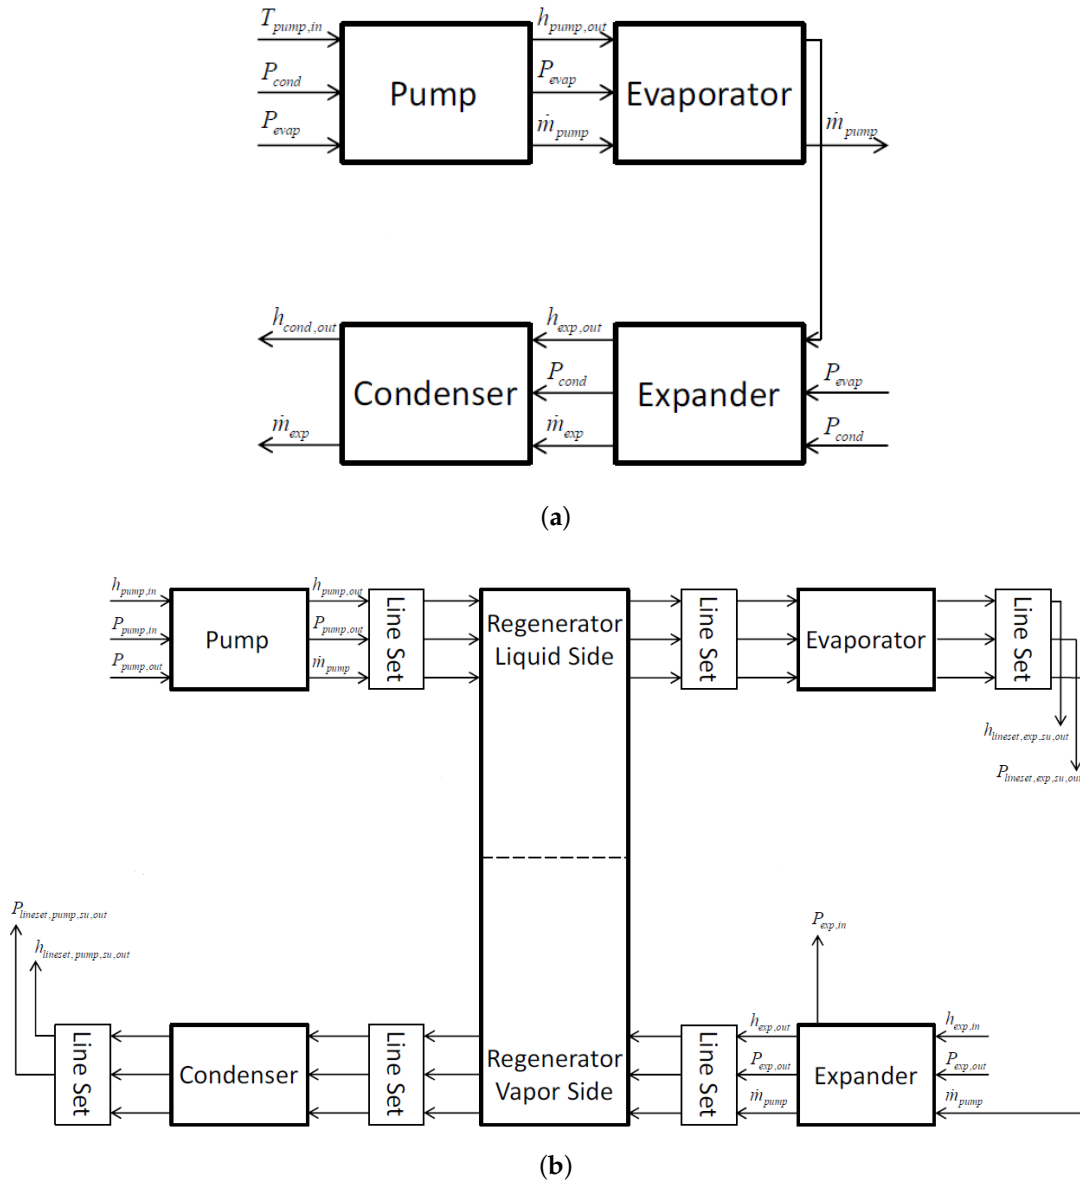 T_pump,in
h_pump,out
P_cond
Pump
P_evap
Evaporator
P_evap
ṁ_pump
ṁ_pump
h_cond,out
h_exp,out
Condenser
P_cond
Expander
P_evap
ṁ_exp
ṁ_exp
P_cond
(a)
h_pump,in
h_pump,out
P_pump,in
Pump
P_pump,out
Line Set
Regenerator
Liquid Side
Line Set
Evaporator
Line Set
P_pump,out
ṁ_pump
h_lineset,exp,su,out
P_lineset,exp,su,out
P_lineset,pump,su,out
h_lineset,pump,su,out
P_exp,in
Line Set
Condenser
Line Set
Regenerator
Vapor Side
Line Set
h_exp,out
P_exp,out
ṁ_pump
Expander
h_exp,in
P_exp,out
ṁ_pump
(b)